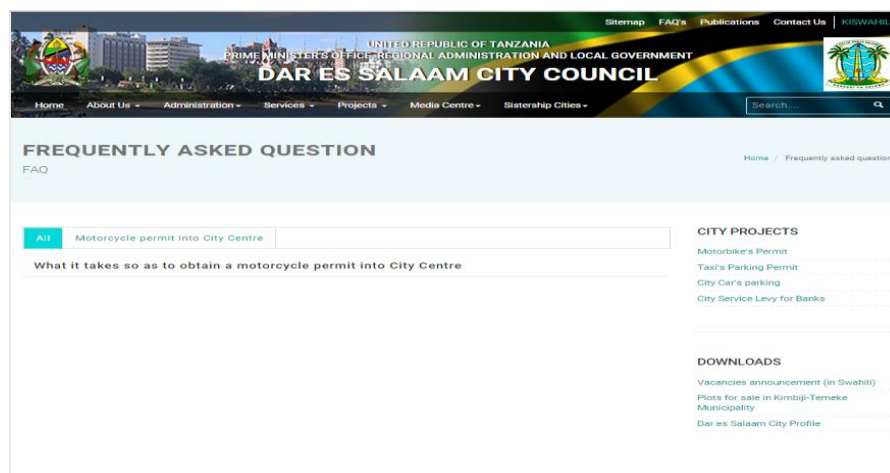 Sitemap FAQ's Publications Contact Us KISWAHILI
UNITED REPUBLIC OF TANZANIA
PRIME MINISTER'S OFFICE, REGIONAL ADMINISTRATION AND LOCAL GOVERNMENT
DAR ES SALAAM CITY COUNCIL
Home About Us Administration Services Projects Media Centre Sistership Cities Search....
FREQUENTLY ASKED QUESTION
FAQ
Home / Frequently asked question
All Motorcycle permit into City Centre
What it takes so as to obtain a motorcycle permit into City Centre
CITY PROJECTS
Motorbike's Permit
Taxi's Parking Permit
City Car's parking
City Service Levy for Banks
DOWNLOADS
Vacancies announcement (in Swahili)
Plots for sale in Kimbiji-Temeke
Municipality
Dar es Salaam City Profile